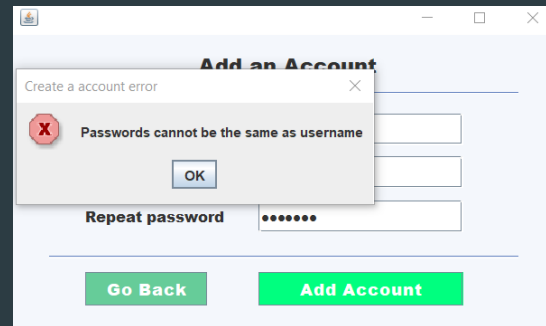 Add an Account
Create a account error
Passwords cannot be the same as username
OK
Repeat password
Go Back
Add Account